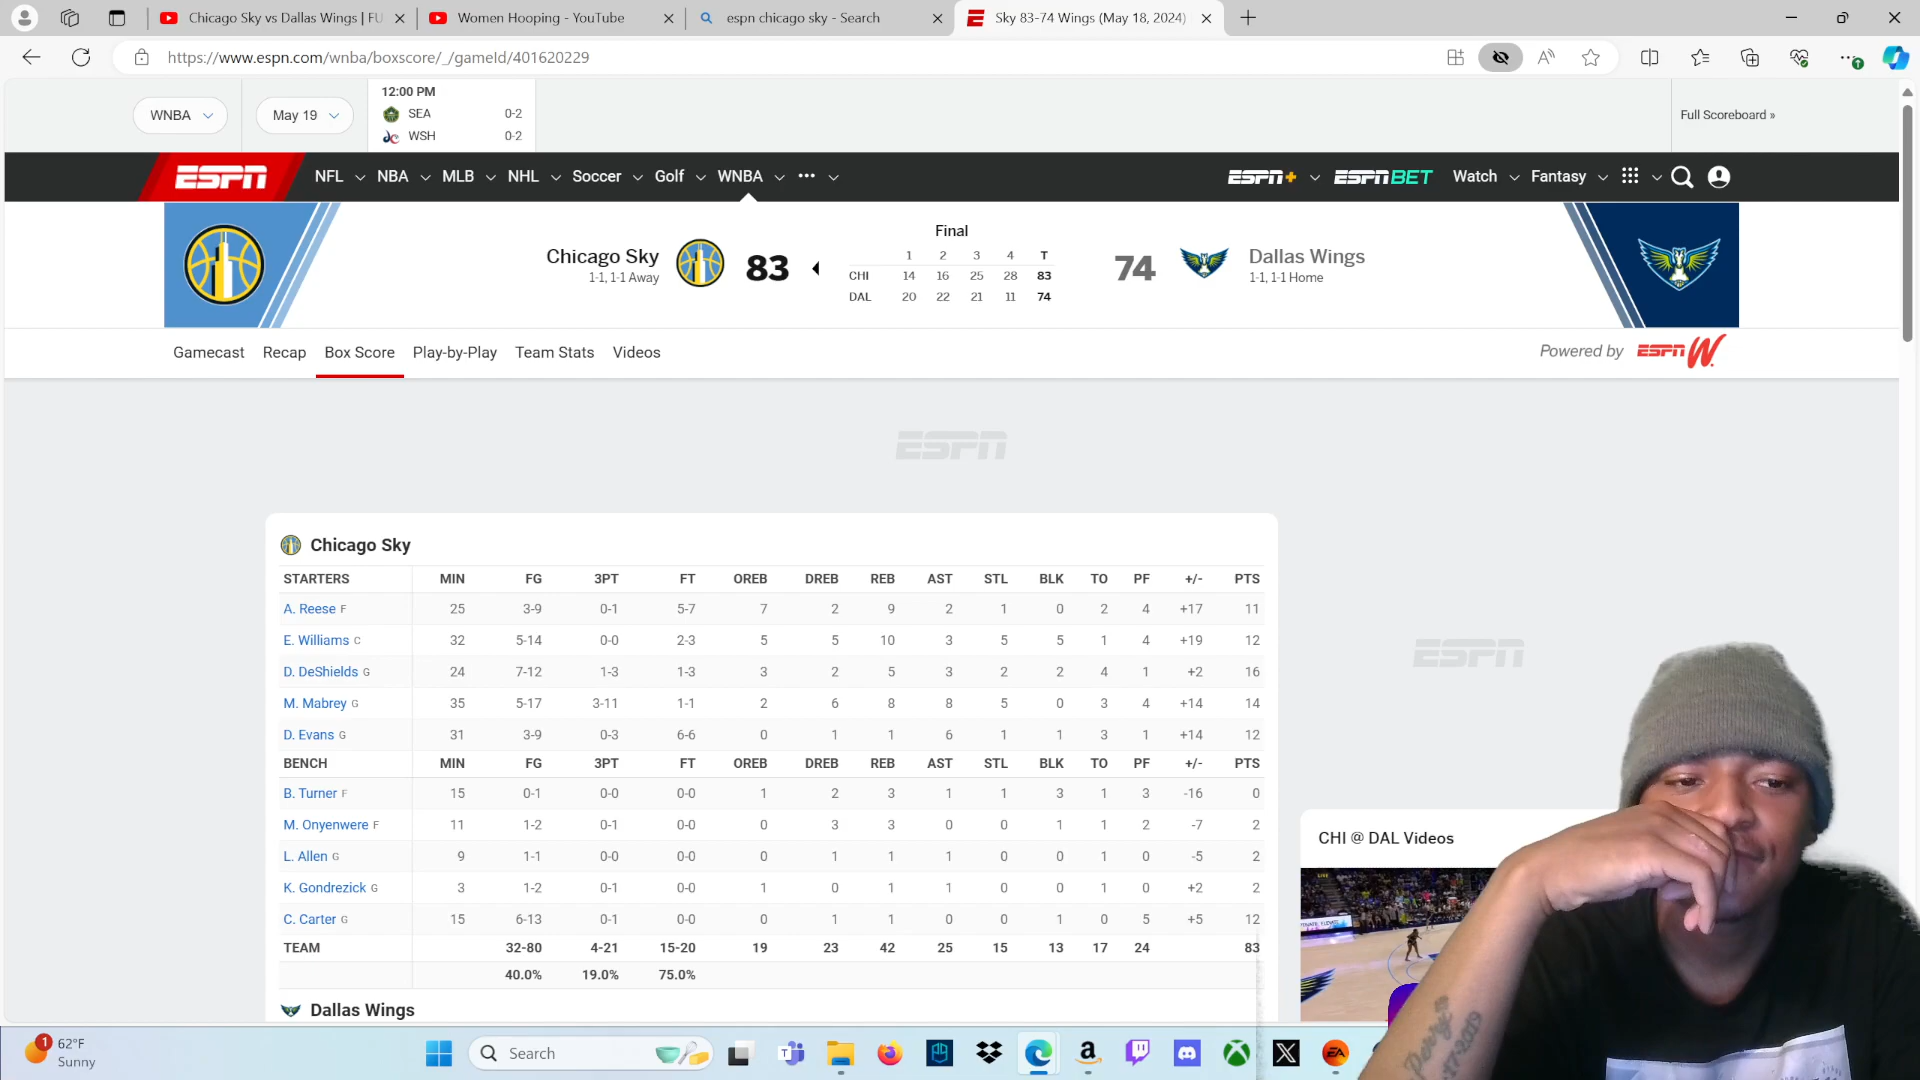 Chicago Sky vs Dallas Wings | FU
Women Hooping - YouTube
espn chicago sky - Search
Sky 83-74 Wings (May 18, 2024)
https://www.espn.com/wnba/boxscore/_/gameId/401620229
WNBA
May 19
12:00 PM
SEA 0-2
WSH 0-2
Full Scoreboard »
ESPN NFL NBA MLB NHL Soccer Golf WNBA ••• ESPN+ ESPN BET Watch Fantasy
Final
Chicago Sky
1-1, 1-1 Away
83
1 2 3 4 T
CHI 14 16 25 28 83
DAL 20 22 21 11 74
74
Dallas Wings
1-1, 1-1 Home
Gamecast Recap Box Score Play-by-Play Team Stats Videos
Powered by ESPN W
ESPN
Chicago Sky
STARTERS MIN FG 3PT FT OREB DREB REB AST STL BLK TO PF +/- PTS
A. Reese F 25 3-9 0-1 5-7 7 2 9 2 1 0 2 4 +17 11
E. Williams C 32 5-14 0-0 2-3 5 5 10 3 5 5 1 4 +19 12
D. DeShields G 24 7-12 1-3 1-3 3 2 5 3 2 2 4 1 +2 16
M. Mabrey G 35 5-17 3-11 1-1 2 6 8 8 5 0 3 4 +14 14
D. Evans G 31 3-9 0-3 6-6 0 1 1 6 1 1 3 1 +14 12
BENCH MIN FG 3PT FT OREB DREB REB AST STL BLK TO PF +/- PTS
B. Turner F 15 0-1 0-0 0-0 1 2 3 1 1 3 1 3 -16 0
M. Onyenwere F 11 1-2 0-1 0-0 0 3 3 0 0 1 1 2 -7 2
L. Allen G 9 1-1 0-0 0-0 0 1 1 1 0 0 1 0 -5 2
K. Gondrezick G 3 1-2 0-1 0-0 1 0 1 1 0 0 1 0 +2 2
C. Carter G 15 6-13 0-1 0-0 0 1 1 0 0 1 0 5 +5 12
TEAM 32-80 4-21 15-20 19 23 42 25 15 13 17 24 83
40.0% 19.0% 75.0%
Dallas Wings
ESPN
CHI @ DAL Videos
1
62°F
Sunny
Search